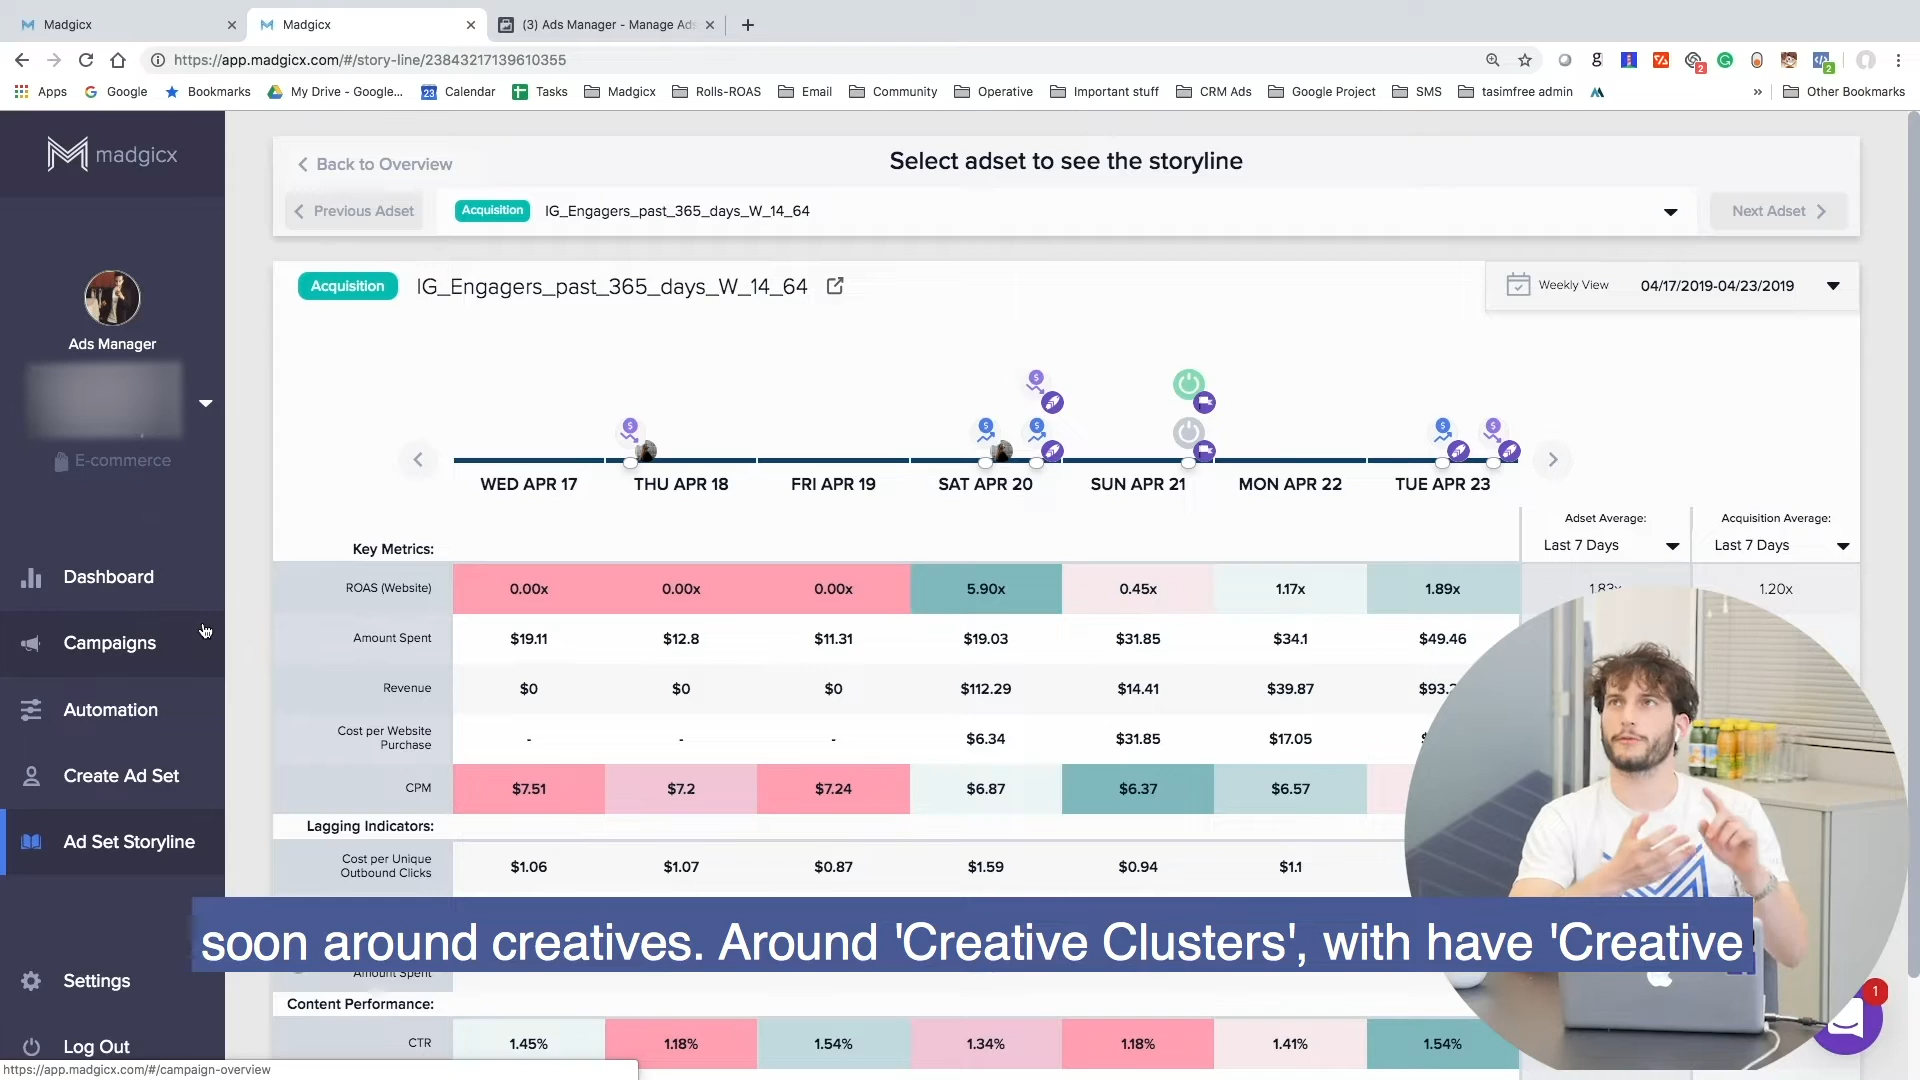 Madgicx
Madgicx
(3) Ads Manager - Manage Ads
https://app.madgicx.com/#/story-line/23843217139610355
2
2
Apps
Google
Bookmarks
My Drive - Google...
23
Calendar
Tasks
Madgicx
Rolls-ROAS
Email
Community
Operative
Important stuff
CRM Ads
Google Project
SMS
tasimfree admin
»
Other Bookmarks
madgicx
Ads Manager
E-commerce
Dashboard
Campaigns
Automation
Create Ad Set
Ad Set Storyline
Settings
Log Out
https://app.madgicx.com/#/campaign-overview
Back to Overview
Select adset to see the storyline
Previous Adset
Acquisition IG_Engagers_past_365_days_W_14_64
Next Adset
Acquisition IG_Engagers_past_365_days_W_14_64
Weekly View 04/17/2019-04/23/2019
WED APR 17 THU APR 18 FRI APR 19 SAT APR 20 SUN APR 21 MON APR 22 TUE APR 23
Adset Average: Acquisition Average:
Last 7 Days Last 7 Days
Key Metrics:
ROAS (Website) 0.00x 0.00x 0.00x 5.90x 0.45x 1.17x 1.89x 1.83x 1.20x
Amount Spent $19.11 $12.8 $11.31 $19.03 $31.85 $34.1 $49.46
Revenue $0 $0 $0 $112.29 $14.41 $39.87 $93.
Cost per Website
Purchase - - - $6.34 $31.85 $17.05
CPM $7.51 $7.2 $7.24 $6.87 $6.37 $6.57
Lagging Indicators:
Cost per Unique
Outbound Clicks $1.06 $1.07 $0.87 $1.59 $0.94 $1.1
soon around creatives. Around 'Creative Clusters', with have 'Creative
Amount Spent
Content Performance:
CTR 1.45% 1.18% 1.54% 1.34% 1.18% 1.41% 1.54%
1